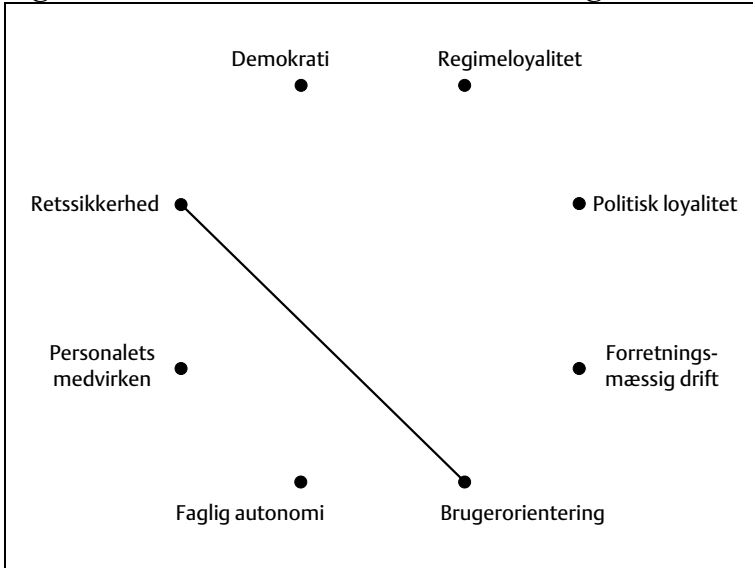 Demokrati
Regimeloyalitet
Retssikkerhed
Politisk loyalitet
Personalets
medvirken
Forretnings-
mæssig drift
Faglig autonomi
Brugerorientering